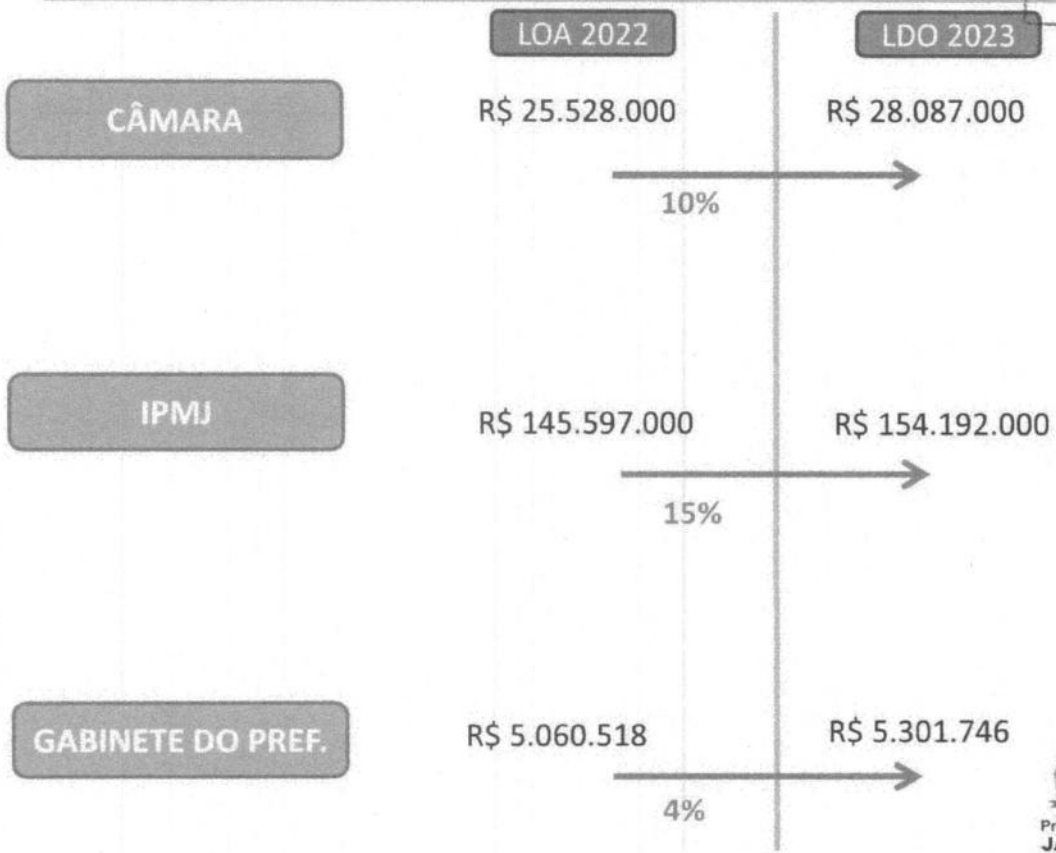 LOA 2022 LDO 2023
CÂMARA R$ 25.528.000 R$ 28.087.000
10%
IPMJ R$ 145.597.000 R$ 154.192.000
15%
GABINETE DO PREF. R$ 5.060.518 R$ 5.301.746
4%